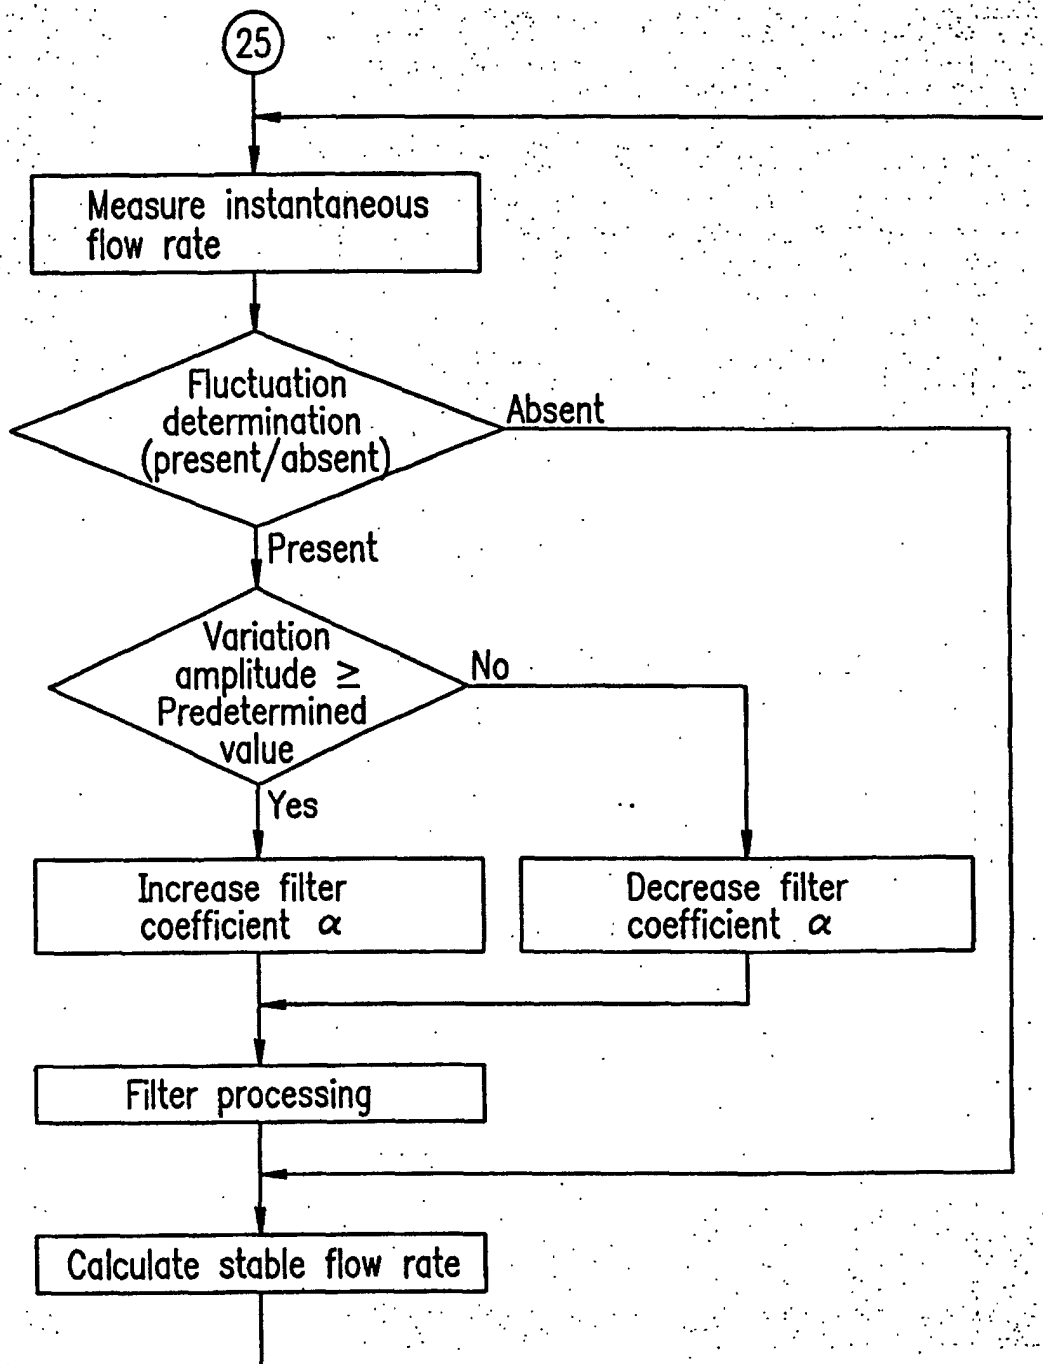 25
Measure instantaneous
flow rate
Fluctuation
determination
(present/absent)
Absent
Present
Variation
amplitude ≥
Predetermined
value
No
Yes
Increase filter
coefficient α
Decrease filter
coefficient α
Filter processing
Calculate stable flow rate